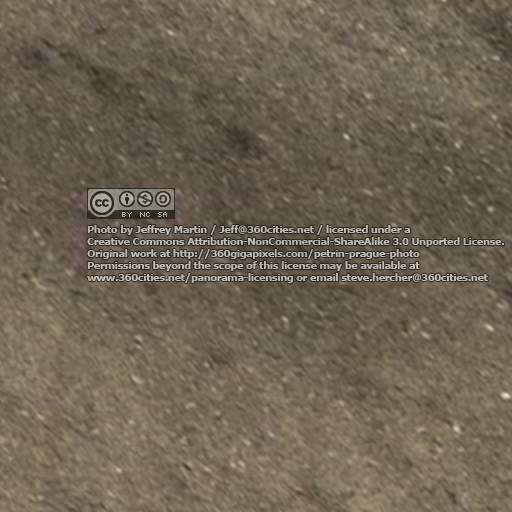 cc
BY NC SA
Photo by Jeffrey Martin / Jeff@360cities.net / licensed under a
Creative Commons Attribution-NonCommercial-ShareAlike 3.0 Unported License.
Original work at http://360gigapixels.com/petrin-prague-photo
Permissions beyond the scope of this license may be available at
www.360cities.net/panorama-licensing or email steve.hercher@360cities.net